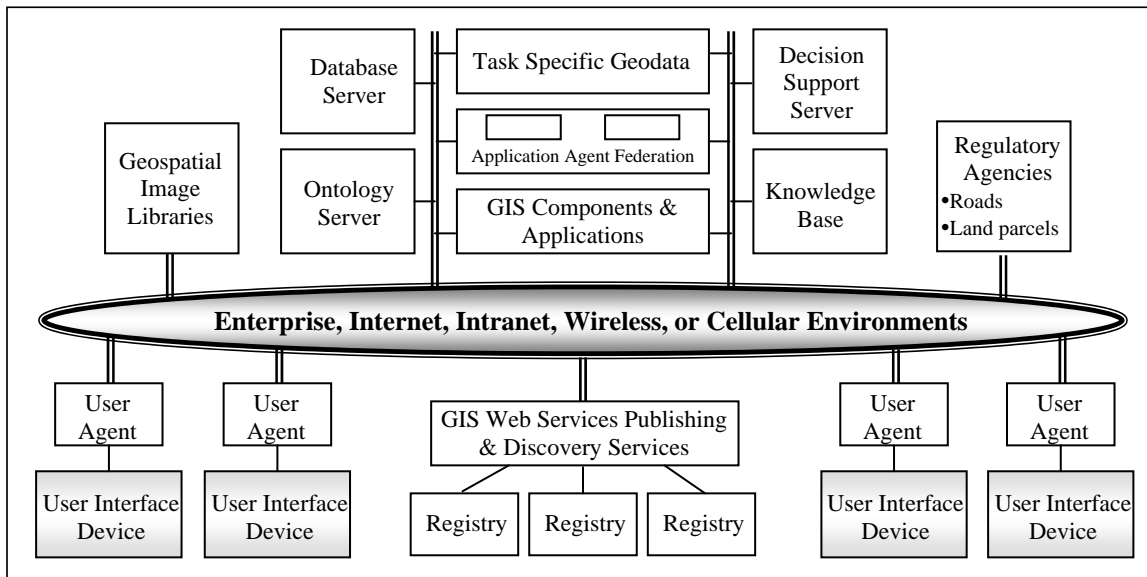 Database
Server
Task Specific Geodata
Decision
Support
Server
Geospatial
Image
Libraries
Application Agent Federation
Regulatory
Agencies
•Roads
•Land parcels
Ontology
Server
GIS Components &
Applications
Knowledge
Base
Enterprise, Internet, Intranet, Wireless, or Cellular Environments
User
Agent
User
Agent
GIS Web Services Publishing
& Discovery Services
User
Agent
User
Agent
User Interface
Device
User Interface
Device
Registry
Registry
Registry
User Interface
Device
User Interface
Device